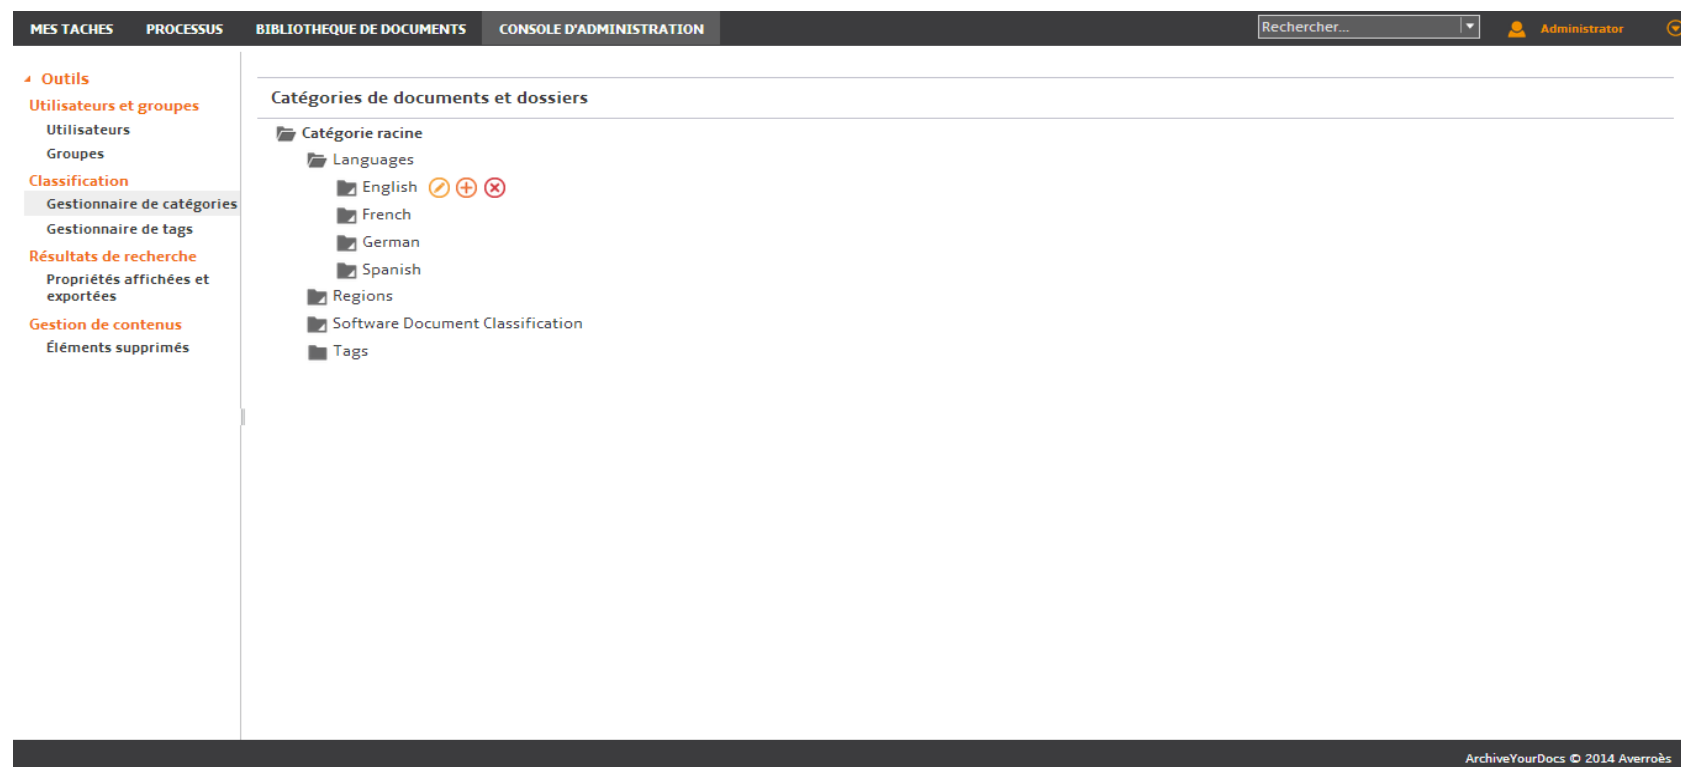 MES TACHES PROCESSUS BIBLIOTHEQUE DE DOCUMENTS CONSOLE D'ADMINISTRATION Rechercher... Administrator
Outils
Utilisateurs et groupes
Utilisateurs
Groupes
Classification
Gestionnaire de catégories
Gestionnaire de tags
Résultats de recherche
Propriétés affichées et
exportées
Gestion de contenus
Éléments supprimés
Catégories de documents et dossiers
Catégorie racine
Languages
English
French
German
Spanish
Regions
Software Document Classification
Tags
ArchiveYourDocs © 2014 Averroès